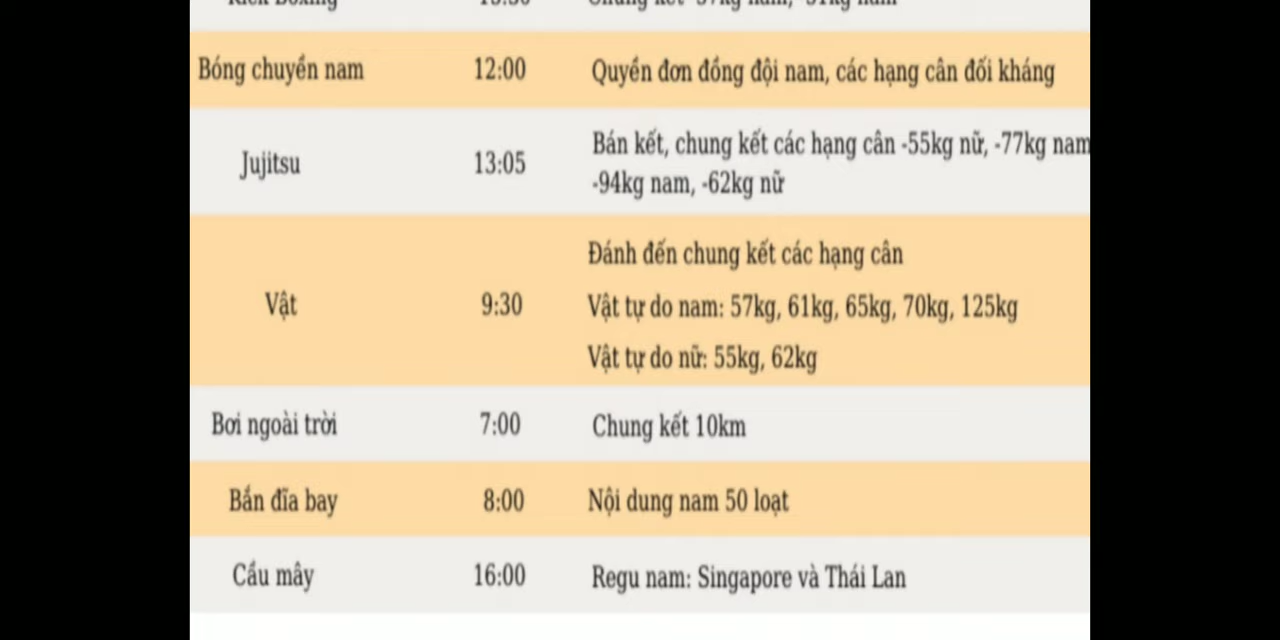 Bóng chuyền nam 12:00 Quyền đơn đồng đội nam, các hạng cân đối kháng
Jujitsu 13:05 Bán kết, chung kết các hạng cân -55kg nữ, -77kg nam
-94kg nam, -62kg nữ
Đánh đến chung kết các hạng cân
Vật 9:30 Vật tự do nam: 57kg, 61kg, 65kg, 70kg, 125kg
Vật tự do nữ: 55kg, 62kg
Bơi ngoài trời 7:00 Chung kết 10km
Bắn đĩa bay 8:00 Nội dung nam 50 loạt
Cầu mây 16:00 Regu nam: Singapore và Thái Lan